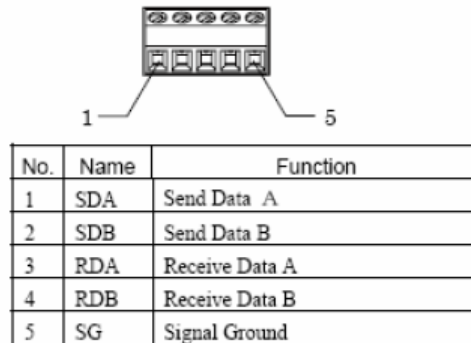 1 5
No. Name Function
1 SDA Send Data A
2 SDB Send Data B
3 RDA Receive Data A
4 RDB Receive Data B
5 SG Signal Ground